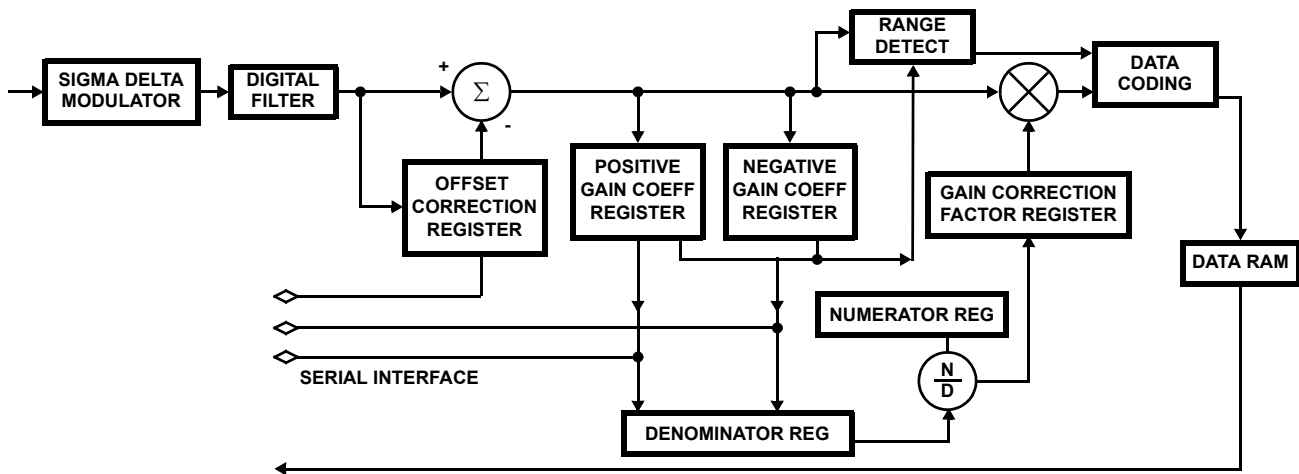 SIGMA DELTA
MODULATOR
DIGITAL
FILTER
+
Σ
-
RANGE
DETECT
DATA
CODING
OFFSET
CORRECTION
REGISTER
POSITIVE
GAIN COEFF
REGISTER
NEGATIVE
GAIN COEFF
REGISTER
GAIN CORRECTION
FACTOR REGISTER
DATA RAM
NUMERATOR REG
N
D
SERIAL INTERFACE
DENOMINATOR REG